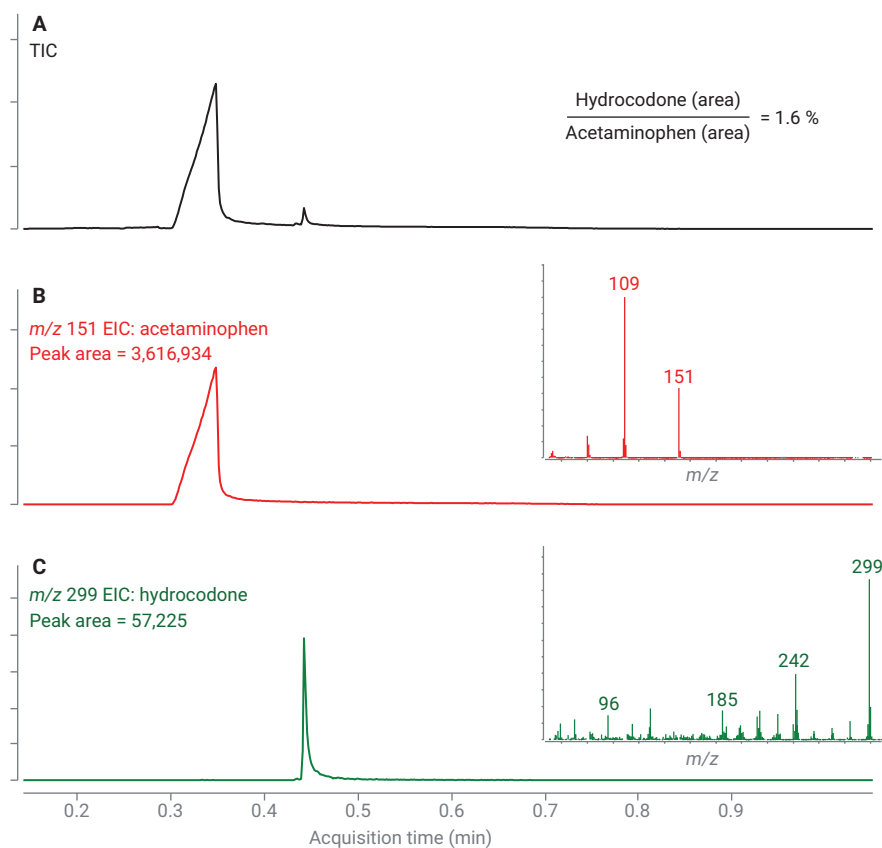 A
TIC
Hydrocodone (area)
Acetaminophen (area)
= 1.6 %
B
m/z 151 EIC: acetaminophen
Peak area = 3,616,934
109
151
m/z
C
m/z 299 EIC: hydrocodone
Peak area = 57,225
299
242
185
96
m/z
0.2 0.3 0.4 0.5 0.6 0.7 0.8 0.9
Acquisition time (min)